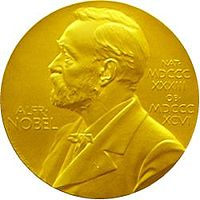 ALFR·
NOBEL
NAT·
MDCCC
XXXIII
OB·
MDCCC
XCVI